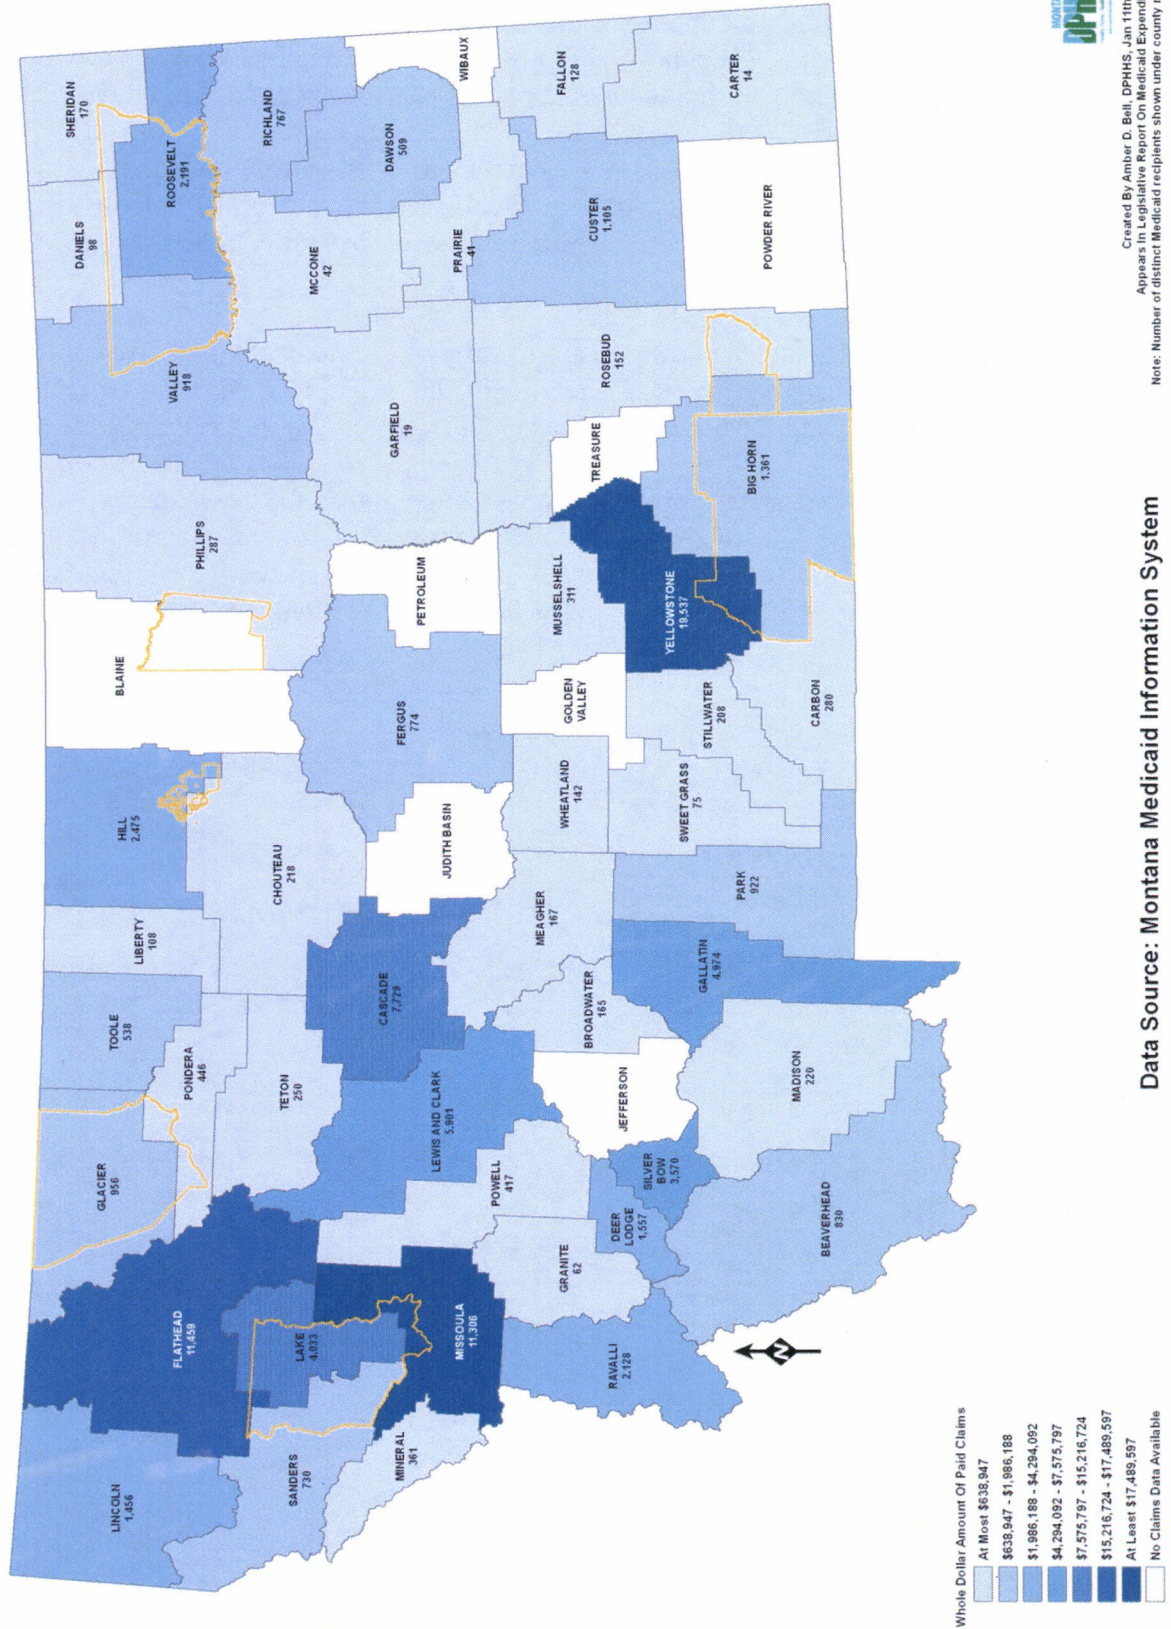 LINCOLN
1,456
FLATHEAD
11,459
GLACIER
956
TOOLE
538
LIBERTY
108
HILL
2,475
BLAINE
PHILLIPS
287
VALLEY
918
DANIELS
98
SHERIDAN
170
ROOSEVELT
2,191
SANDERS
730
LAKE
4,033
PONDERA
446
TETON
250
CHOUTEAU
218
RICHLAND
767
MCCONE
42
GARFIELD
19
DAWSON
509
WIBAUX
MINERAL
361
MISSOULA
11,306
POWELL
417
LEWIS AND CLARK
5,901
CASCADE
7,729
JUDITH BASIN
FERGUS
774
PETROLEUM
PRAIRIE
41
GRANITE
62
RAVALLI
2,128
DEER
LODGE
1,557
SILVER
BOW
3,570
JEFFERSON
BROADWATER
165
MEAGHER
167
WHEATLAND
142
GOLDEN
VALLEY
MUSSELSHELL
311
TREASURE
ROSEBUD
152
CUSTER
1,105
FALLON
128
BEAVERHEAD
830
MADISON
220
GALLATIN
4,974
PARK
922
SWEET GRASS
75
STILLWATER
208
YELLOWSTONE
19,537
CARBON
280
BIG HORN
1,361
POWDER RIVER
CARTER
14
N
Whole Dollar Amount Of Paid Claims
At Most $638,947
$638,947 - $1,986,188
$1,986,188 - $4,294,092
$4,294,092 - $7,575,797
$7,575,797 - $15,216,724
$15,216,724 - $17,489,597
At Least $17,489,597
No Claims Data Available
Data Source: Montana Medicaid Information System
Created By Amber D. Bell, DPHHS, Jan 11th
Appears In Legislative Report On Medicaid Expendi
Note: Number of distinct Medicaid recipients shown under county